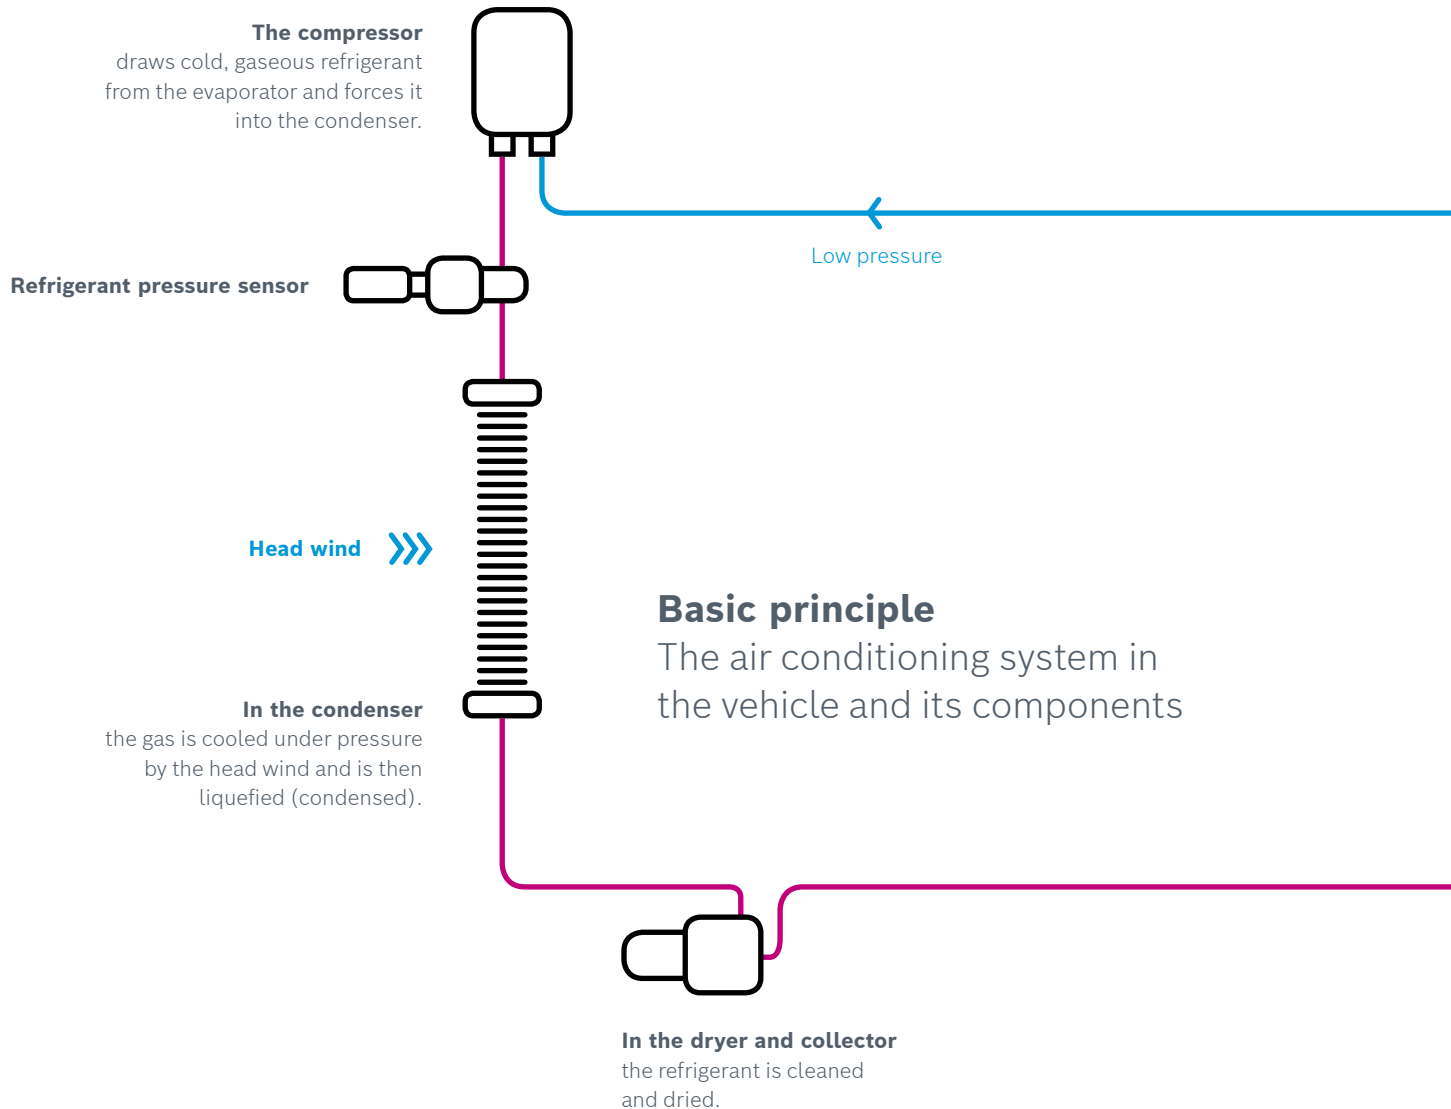 The compressor
draws cold, gaseous refrigerant
from the evaporator and forces it
into the condenser.
Low pressure
Refrigerant pressure sensor
Head wind
Basic principle
The air conditioning system in
the vehicle and its components
In the condenser
the gas is cooled under pressure
by the head wind and is then
liquefied (condensed).
In the dryer and collector
the refrigerant is cleaned
and dried.